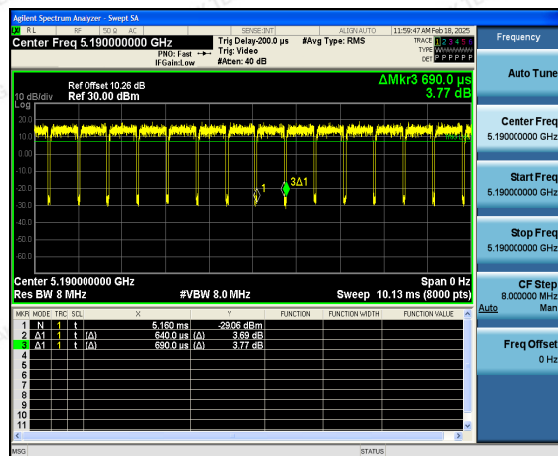 Agilent Spectrum Anayzer - Swept SA
RL RF 50 Ω AC SENSE:INT ALIGNAUTO 11:59:47 AM Feb 18, 2025
Center Freq 5.190000000 GHz
Trig Delay-200.0 µs #Avg Type: RMS
TRACE 1 2 3 4 5 6
PNO: Fast Trig: Video
TYPE
IFGain:Low #Atten: 40 dB
DET P P P P P P
ΔMkr3 690.0 µs
3.77 dB
Ref Offset 10.26 dB
10 dB/div Ref 30.00 dBm
Log
20.0
10.0
0.00
-10.0
-20.0
-30.0
-40.0
-50.0
-60.0
1
3Δ1
Center 5.190000000 GHz Span 0 Hz
Res BW 8 MHz #VBW 8.0 MHz Sweep 10.13 ms (8000 pts)
MKR MODE TRC SCL X Y FUNCTION FUNCTION WIDTH FUNCTION VALUE
1 N 1 t 5.160 ms -29.06 dBm
2 Δ1 1 t (Δ) 640.0 µs (Δ) 3.69 dB
3 Δ1 1 t (Δ) 690.0 µs (Δ) 3.77 dB
4
5
6
7
8
9
10
11
MSG STATUS
Frequency
Auto Tune
Center Freq
5.190000000 GHz
Start Freq
5.190000000 GHz
Stop Freq
5.190000000 GHz
CF Step
8.000000 MHz
Auto Man
Freq Offset
0 Hz